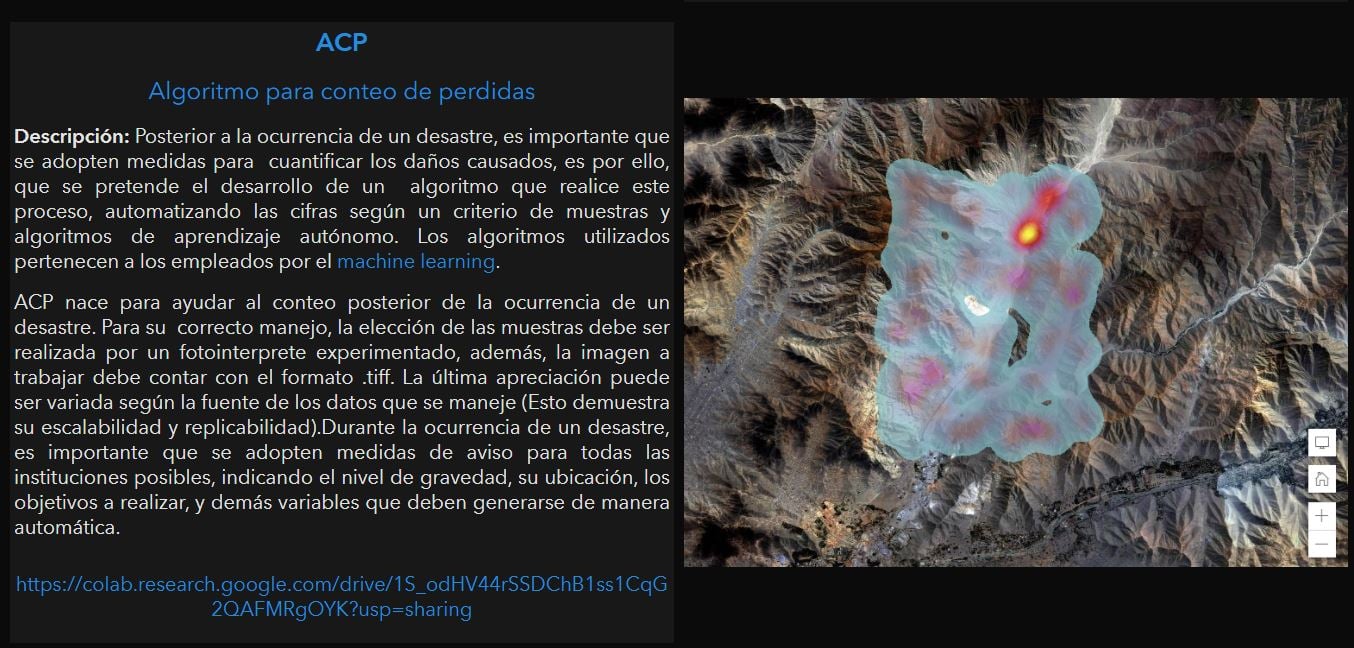 ACP
Algoritmo para conteo de perdidas
Descripción: Posterior a la ocurrencia de un desastre, es importante que
se adopten medidas para cuantificar los daños causados, es por ello,
que se pretende el desarrollo de un algoritmo que realice este
proceso, automatizando las cifras según un criterio de muestras y
algoritmos de aprendizaje autónomo. Los algoritmos utilizados
pertenecen a los empleados por el machine learning.
ACP nace para ayudar al conteo posterior de la ocurrencia de un
desastre. Para su correcto manejo, la elección de las muestras debe ser
realizada por un fotointerprete experimentado, además, la imagen a
trabajar debe contar con el formato .tiff. La última apreciación puede
ser variada según la fuente de los datos que se maneje (Esto demuestra
su escalabilidad y replicabilidad).Durante la ocurrencia de un desastre,
es importante que se adopten medidas de aviso para todas las
instituciones posibles, indicando el nivel de gravedad, su ubicación, los
objetivos a realizar, y demás variables que deben generarse de manera
automática.
https://colab.research.google.com/drive/1S_odHV44rSSDChB1ss1CqG
2QAFMRgOYK?usp=sharing